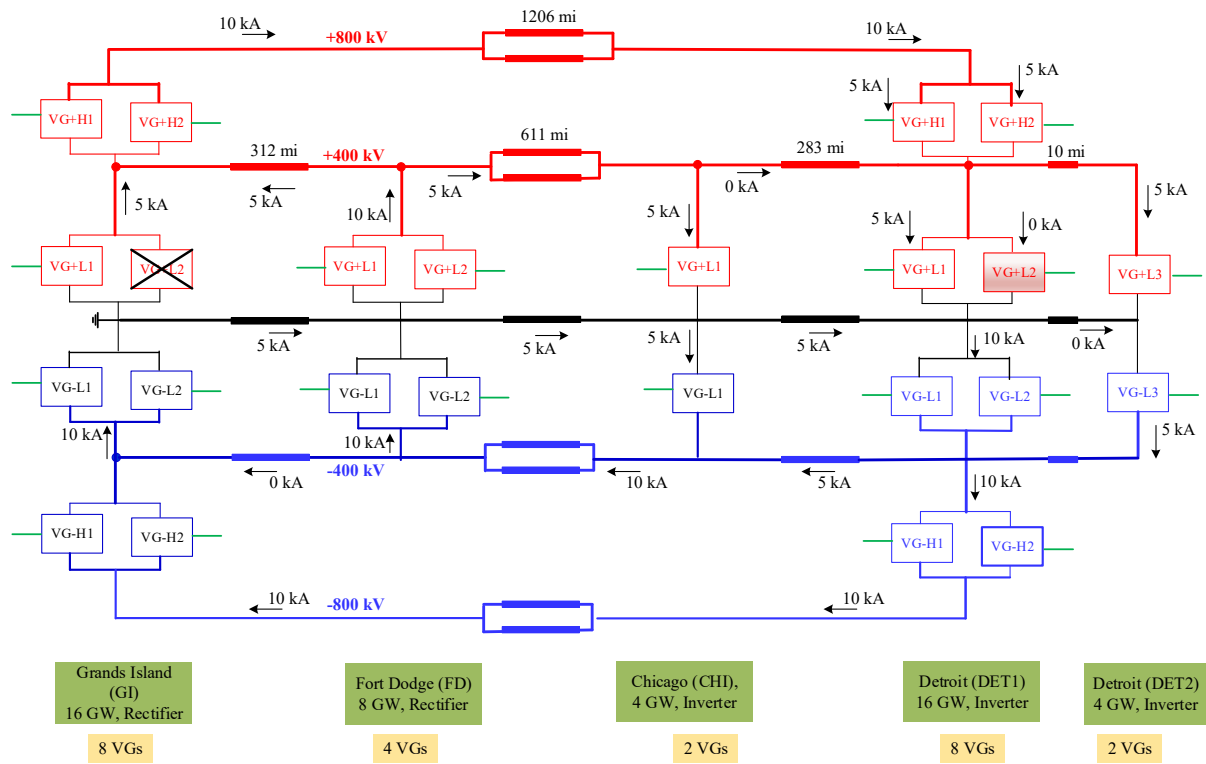 10 kA
+800 kV
1206 mi
10 kA
5 kA
5 kA
VG+H1
VG+H2
VG+H1
VG+H2
312 mi
+400 kV
611 mi
283 mi
10 mi
5 kA
5 kA
10 kA
5 kA
5 kA
0 kA
5 kA
0 kA
5 kA
VG+L1
VG+L2
VG+L1
VG+L2
VG+L1
VG+L1
VG+L2
VG+L3
5 kA
5 kA
5 kA
5 kA
10 kA
0 kA
VG-L1
VG-L2
VG-L1
VG-L2
VG-L1
VG-L1
VG-L2
VG-L3
10 kA
0 kA
-400 kV
10 kA
10 kA
5 kA
10 kA
5 kA
VG-H1
VG-H2
VG-H1
VG-H2
10 kA
-800 kV
10 kA
10 kA
Grands Island
(GI)
16 GW, Rectifier
Fort Dodge (FD)
8 GW, Rectifier
Chicago (CHI),
4 GW, Inverter
Detroit (DET1)
16 GW, Inverter
Detroit (DET2)
4 GW, Inverter
8 VGs
4 VGs
2 VGs
8 VGs
2 VGs